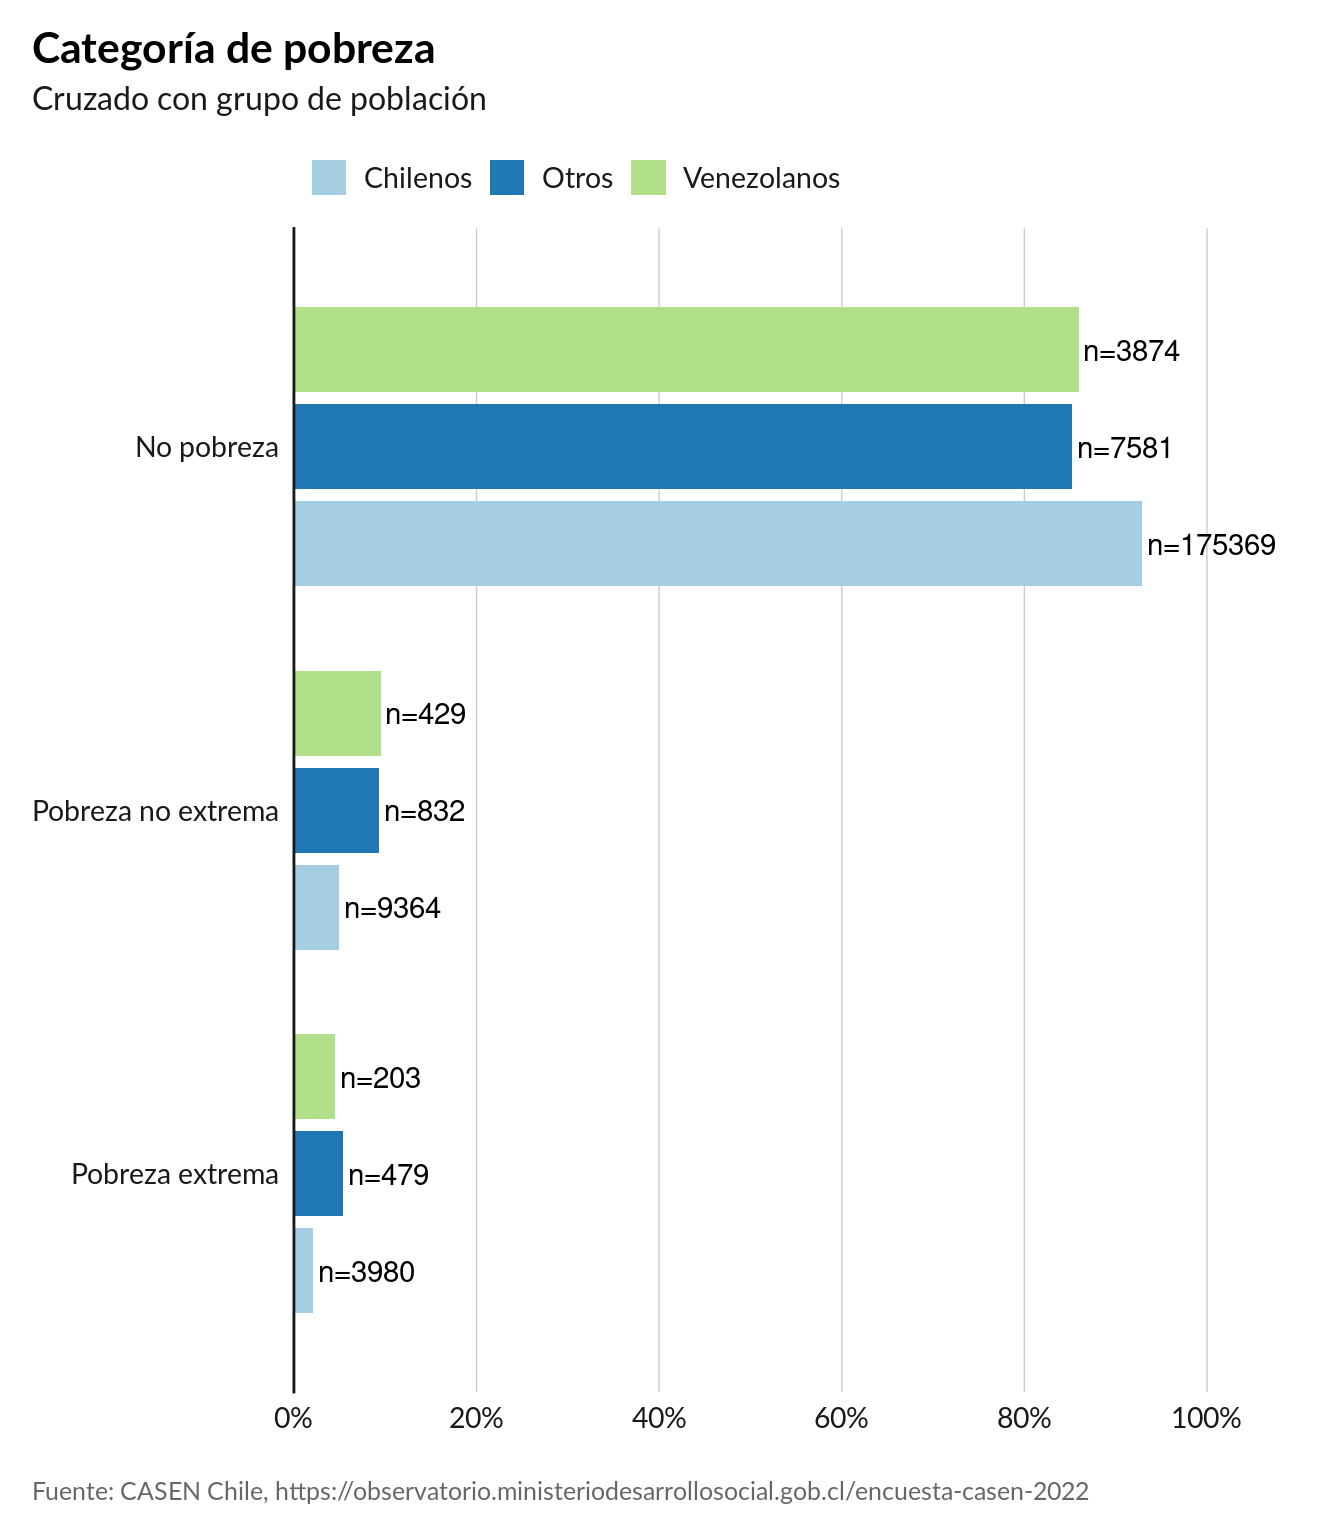 Categoría de pobreza
Cruzado con grupo de población
Chilenos Otros Venezolanos
n=3874
No pobreza n=7581
n=175369
n=429
Pobreza no extrema n=832
n=9364
n=203
Pobreza extrema n=479
n=3980
0% 20% 40% 60% 80% 100%
Fuente: CASEN Chile, https://observatorio.ministeriodesarrollosocial.gob.cl/encuesta-casen-2022